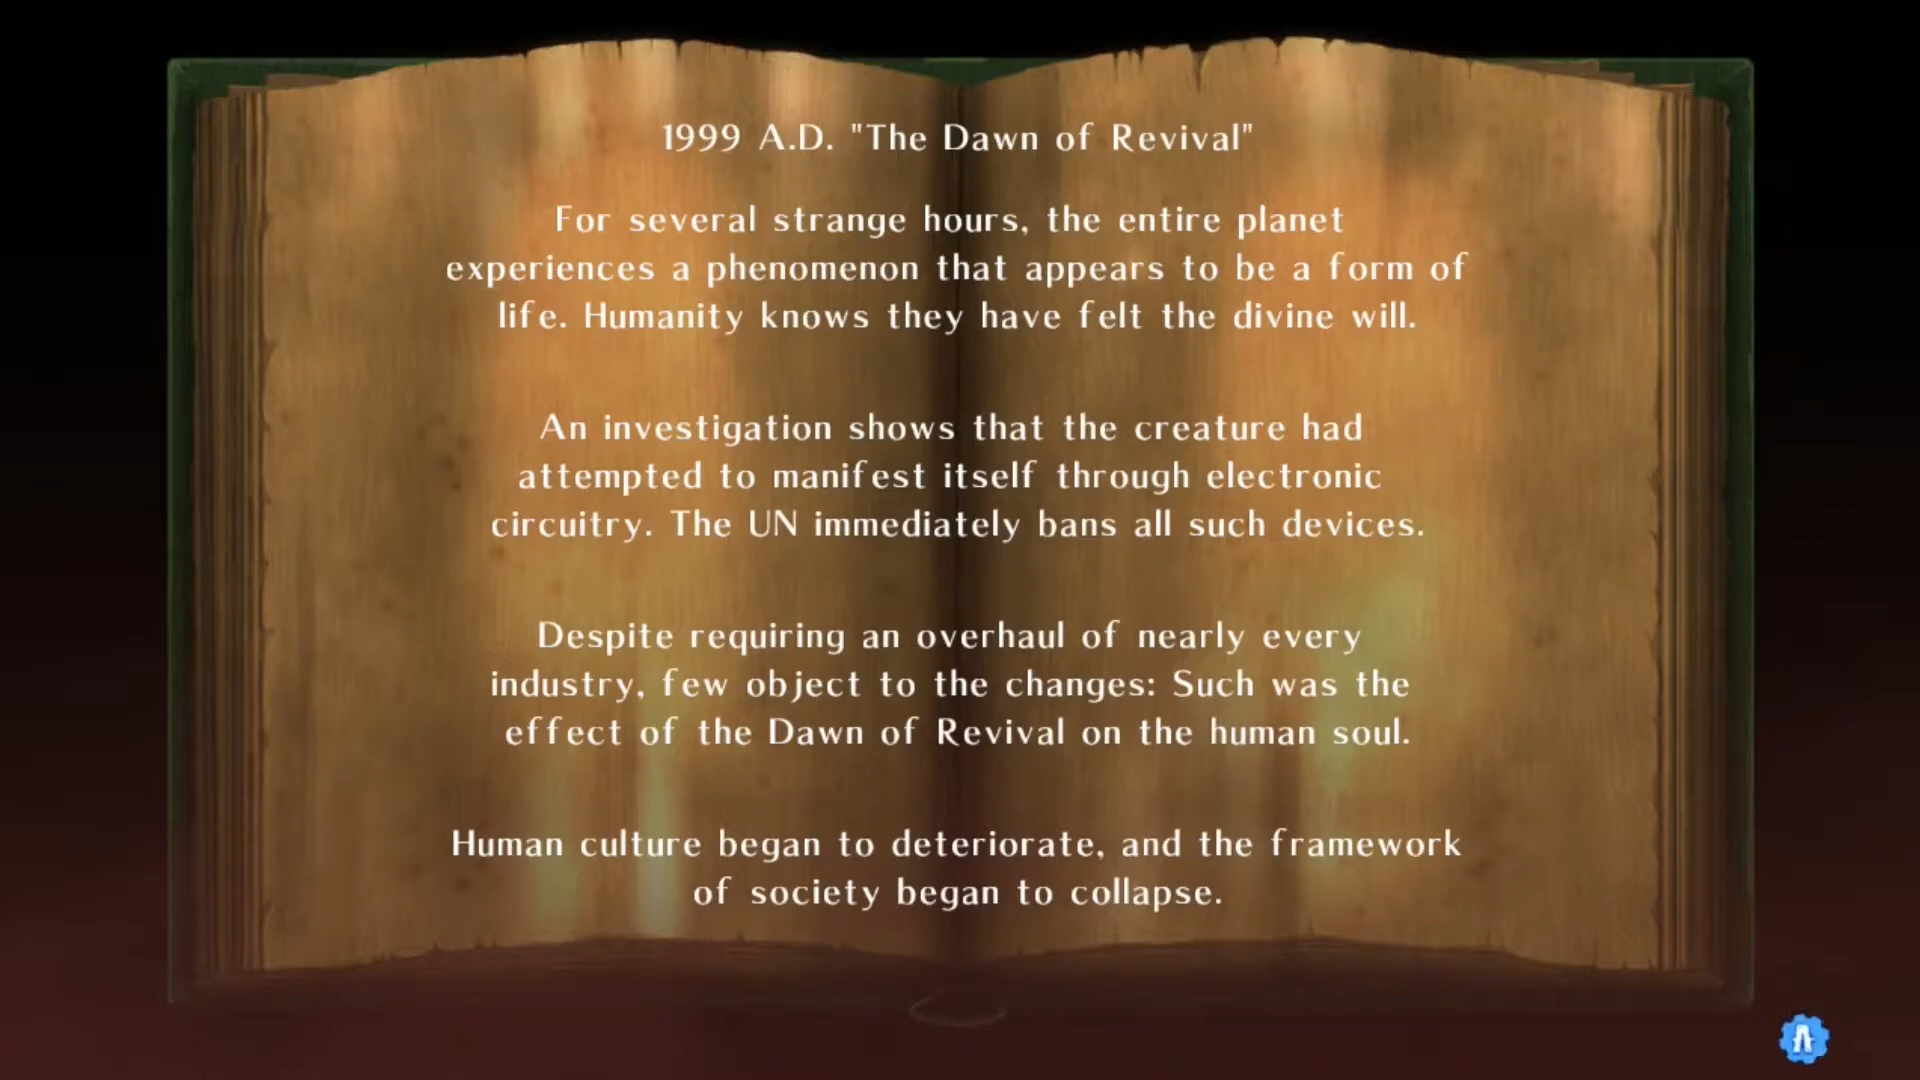 1999 A.D. "The Dawn of Revival"
For several strange hours, the entire planet
experiences a phenomenon that appears to be a form of
life. Humanity knows they have felt the divine will.
An investigation shows that the creature had
attempted to manifest itself through electronic
circuitry. The UN immediately bans all such devices.
Despite requiring an overhaul of nearly every
industry, few object to the changes: Such was the
effect of the Dawn of Revival on the human soul.
Human culture began to deteriorate, and the framework
of society began to collapse.
A